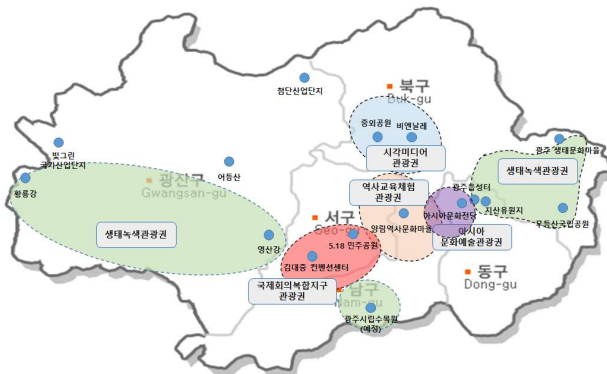 북구
Buk-gu
첨단산업단지
중외공원
비엔날레
시각미디어
관광권
광주 생태문화마을
생태녹색관광권
빛그린
국가산업단지
어등산
광산구
Gwangsan-gu
황룡강
역사교육체험
관광권
광주읍성터
아시아문화전당
지산유원지
무등산국립공원
양림역사문화마을
아시아
문화예술관광권
생태녹색관광권
서구
Seo-gu
영산강
5.18 민주공원
김대중 컨벤션센터
국제회의복합지구
관광권
동구
Dong-gu
남구
Nam-gu
광주시립수목원
(예정)